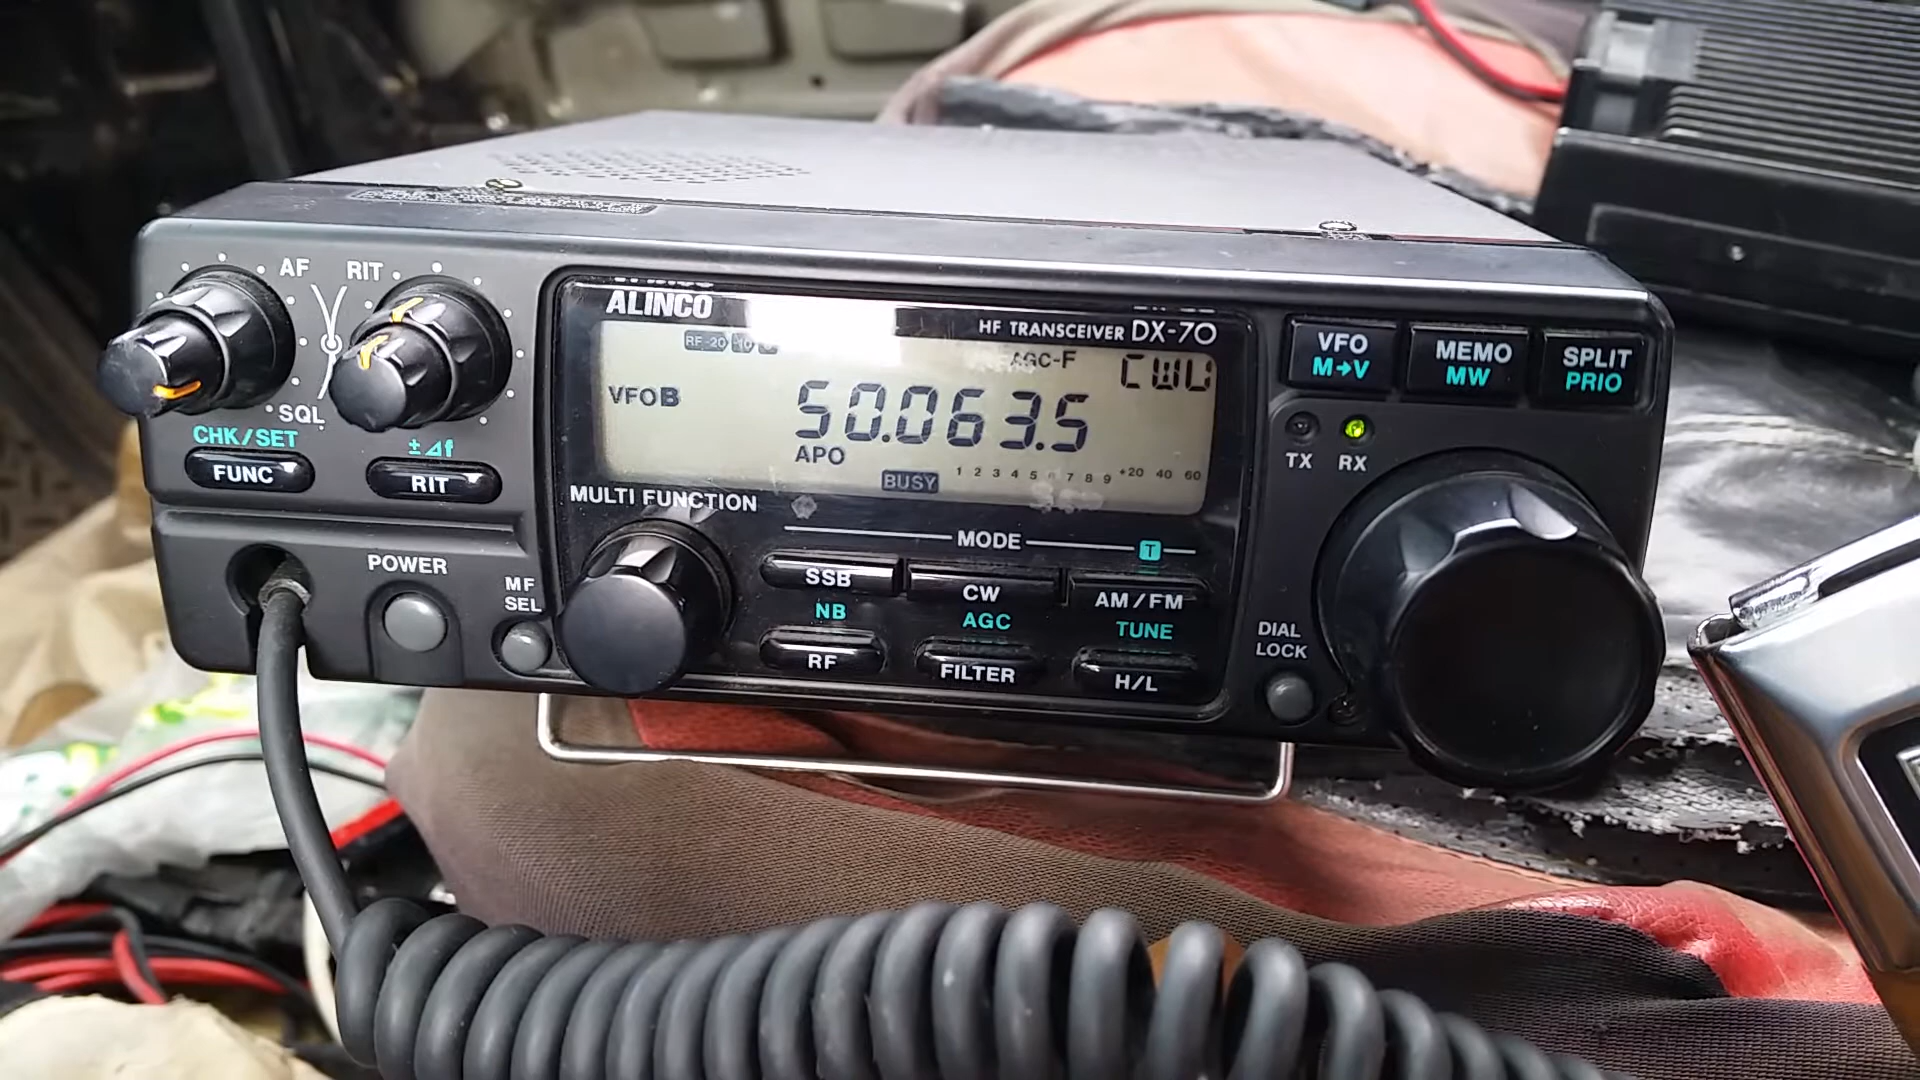 AF RIT
SQL
CHK/SET
FUNC
±⊿f
RIT
POWER
MF
SEL
ALINCO
HF TRANSCEIVER DX-70
RF-20 -10
AGC-F CWU
VFOB 50.063.5
APO
BUSY 1 2 3 4 5 6 7 8 9 +20 40 60
MULTI FUNCTION
MODE T
SSB CW AM/FM
NB AGC TUNE
RF FILTER H/L
VFO MEMO SPLIT
M→V MW PRIO
TX RX
DIAL
LOCK